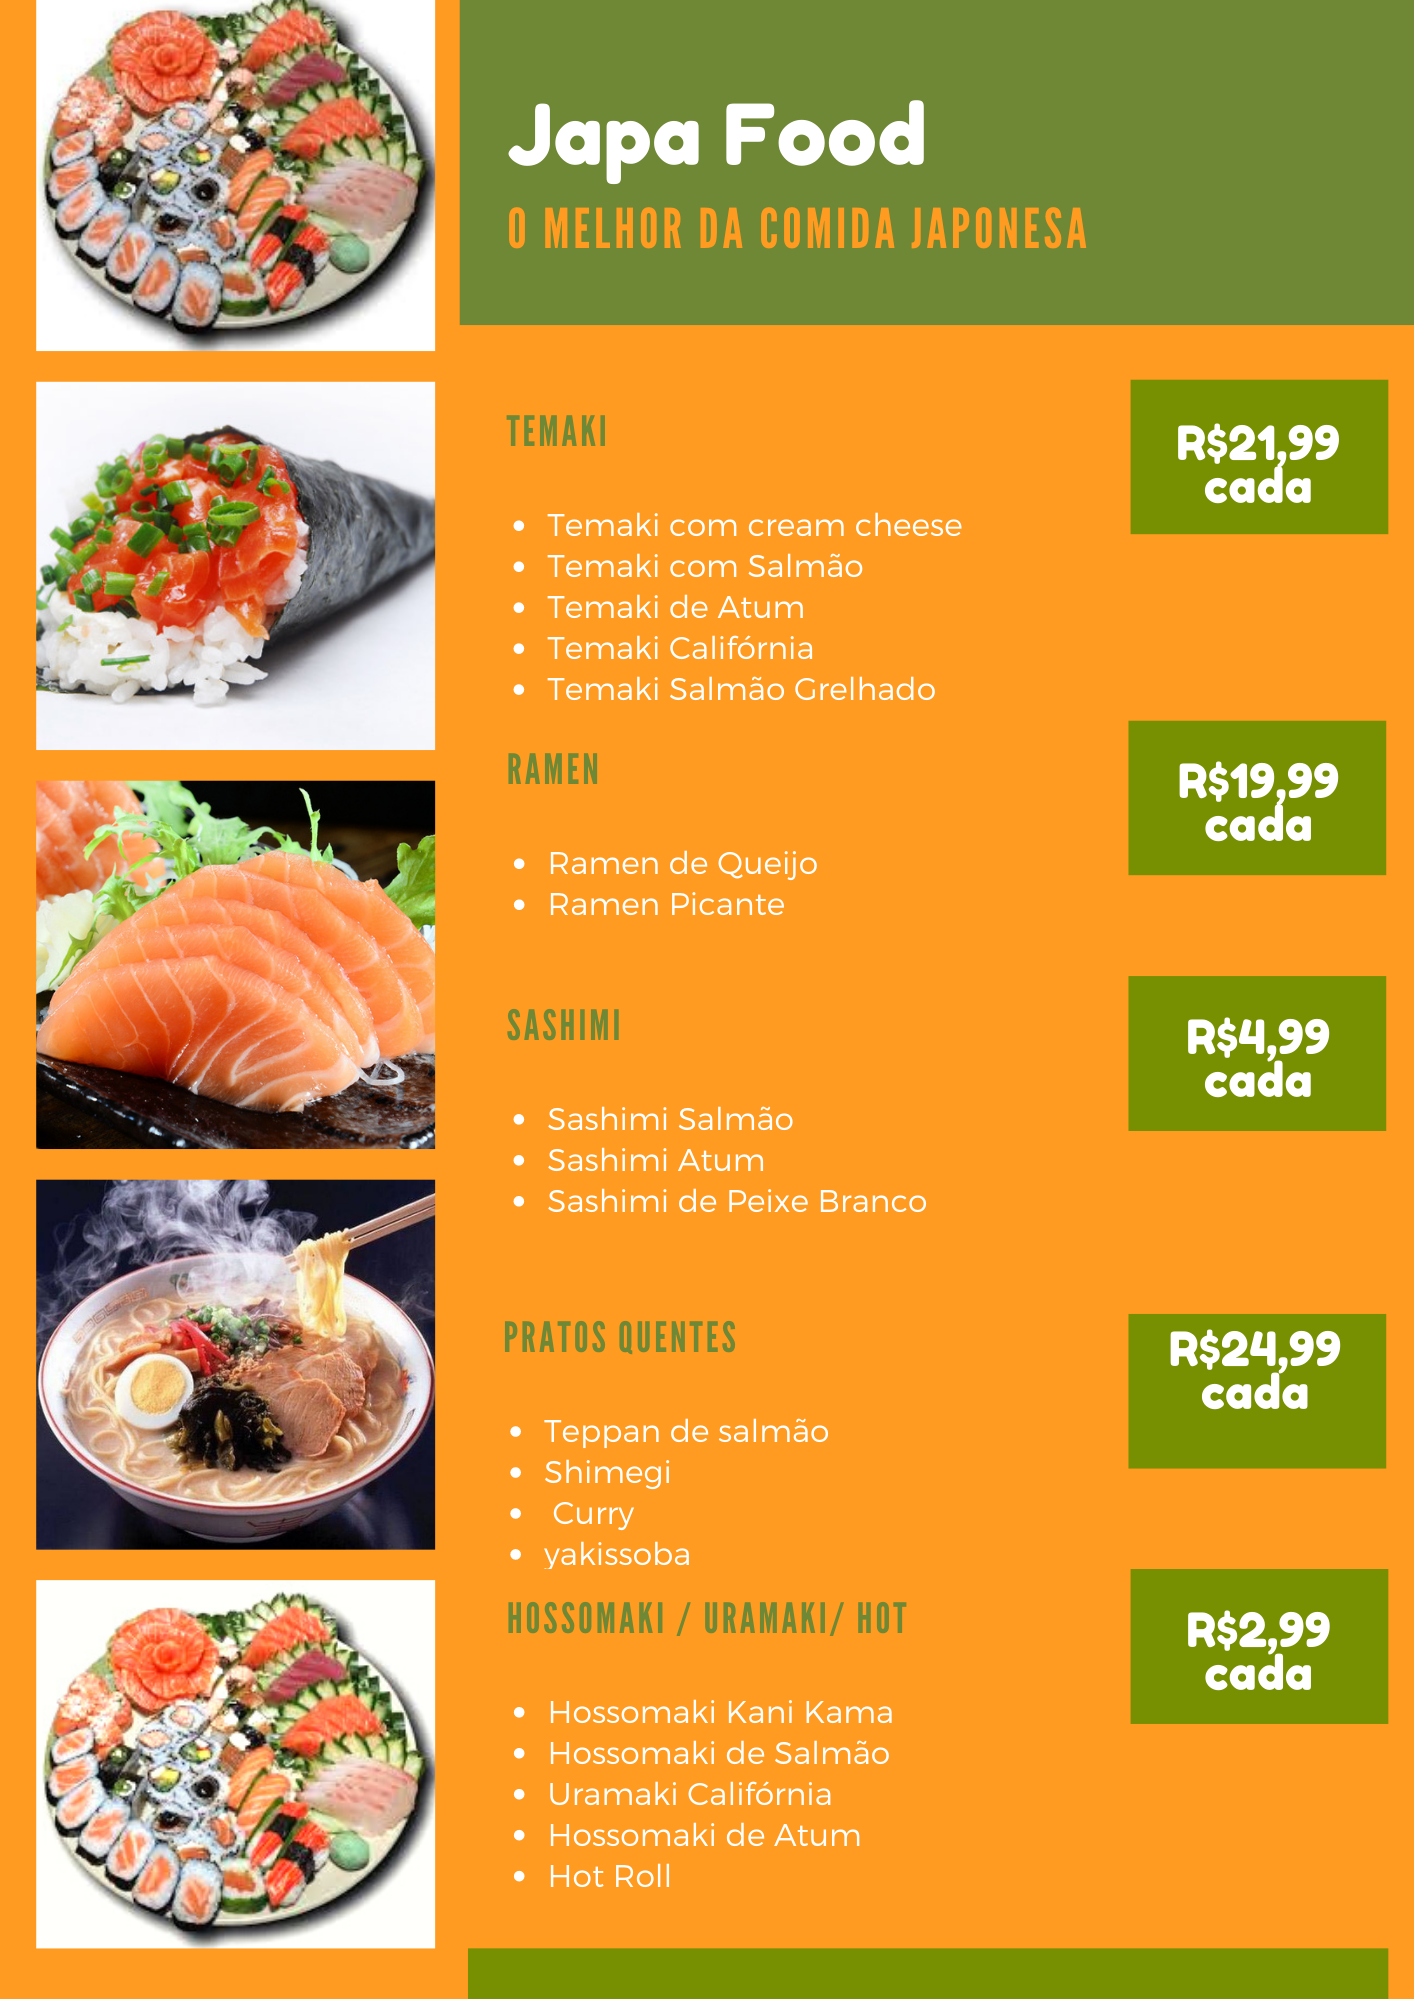 Japa Food
O MELHOR DA COMIDA JAPONESA
TEMAKI
R$21,99
cada
• Temaki com cream cheese
• Temaki com Salmão
• Temaki de Atum
• Temaki Califórnia
• Temaki Salmão Grelhado
RAMEN
R$19,99
cada
• Ramen de Queijo
• Ramen Picante
SASHIMI
R$4,99
cada
• Sashimi Salmão
• Sashimi Atum
• Sashimi de Peixe Branco
PRATOS QUENTES
R$24,99
cada
• Teppan de salmão
• Shimegi
• Curry
• yakissoba
HOSSOMAKI / URAMAKI/ HOT
R$2,99
cada
• Hossomaki Kani Kama
• Hossomaki de Salmão
• Uramaki Califórnia
• Hossomaki de Atum
• Hot Roll